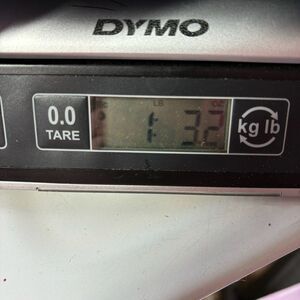 DYMO
0.0
TARE
LB OZ
1: 3.2
kg lb